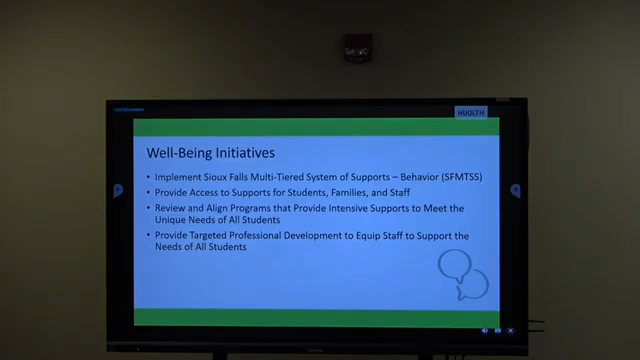 HUQLTH
Well-Being Initiatives
• Implement Sioux Falls Multi-Tiered System of Supports – Behavior (SFMTSS)
• Provide Access to Supports for Students, Families, and Staff
• Review and Align Programs that Provide Intensive Supports to Meet the
Unique Needs of All Students
• Provide Targeted Professional Development to Equip Staff to Support the
Needs of All Students